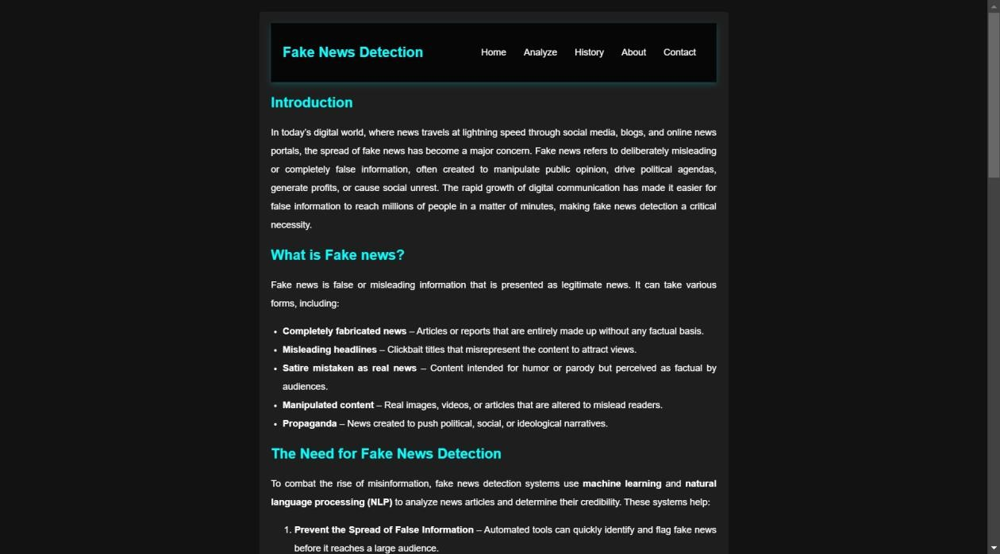 Fake News Detection
Home Analyze History About Contact
Introduction
In today's digital world, where news travels at lightning speed through social media, blogs, and online news
portals, the spread of fake news has become a major concern. Fake news refers to deliberately misleading
or completely false information, often created to manipulate public opinion, drive political agendas,
generate profits, or cause social unrest. The rapid growth of digital communication has made it easier for
false information to reach millions of people in a matter of minutes, making fake news detection a critical
necessity.
What is Fake news?
Fake news is false or misleading information that is presented as legitimate news. It can take various
forms, including:
• Completely fabricated news – Articles or reports that are entirely made up without any factual basis.
• Misleading headlines – Clickbait titles that misrepresent the content to attract views.
• Satire mistaken as real news – Content intended for humor or parody but perceived as factual by
audiences.
• Manipulated content – Real images, videos, or articles that are altered to mislead readers.
• Propaganda – News created to push political, social, or ideological narratives.
The Need for Fake News Detection
To combat the rise of misinformation, fake news detection systems use machine learning and natural
language processing (NLP) to analyze news articles and determine their credibility. These systems help:
1. Prevent the Spread of False Information – Automated tools can quickly identify and flag fake news
before it reaches a large audience.